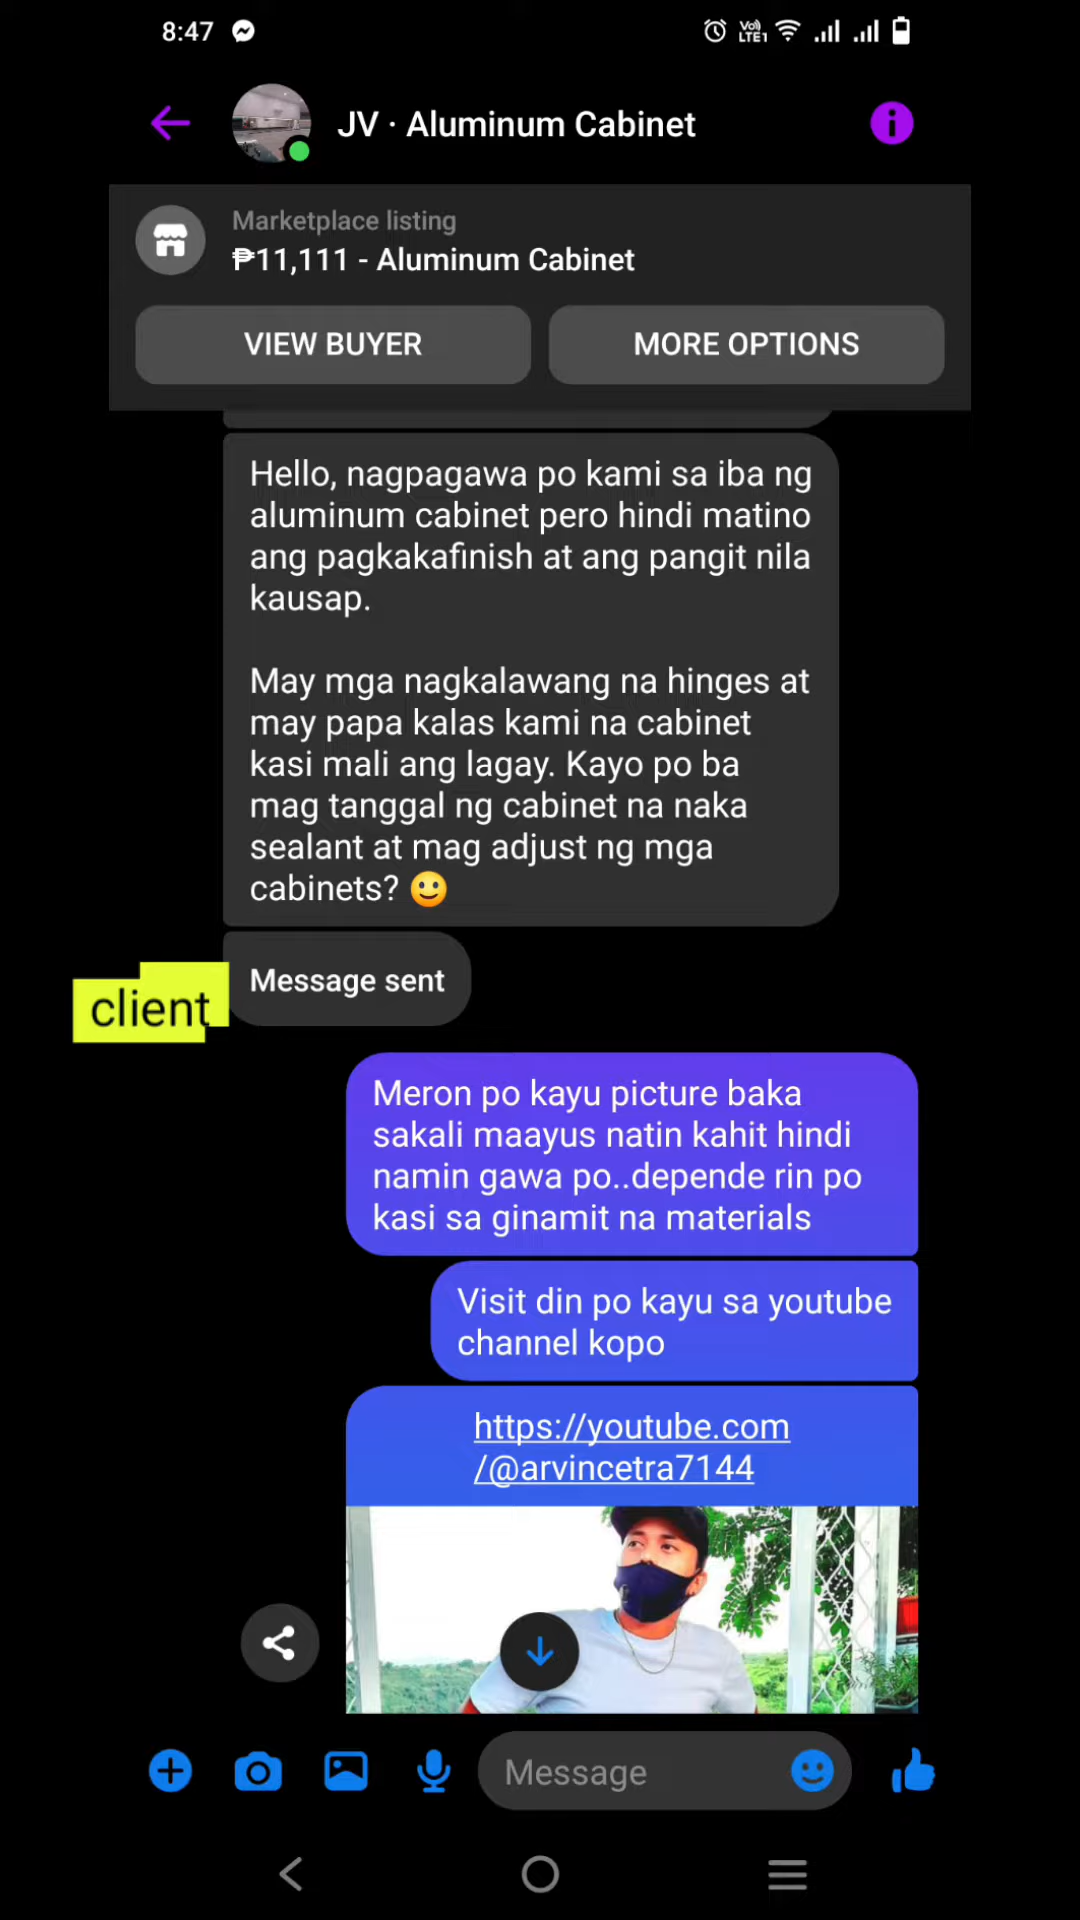 8:47
Vo)) LTE1
JV · Aluminum Cabinet
Marketplace listing
₱11,111 - Aluminum Cabinet
VIEW BUYER
MORE OPTIONS
Hello, nagpagawa po kami sa iba ng
aluminum cabinet pero hindi matino
ang pagkakafinish at ang pangit nila
kausap.
May mga nagkalawang na hinges at
may papa kalas kami na cabinet
kasi mali ang lagay. Kayo po ba
mag tanggal ng cabinet na naka
sealant at mag adjust ng mga
cabinets? 🙂
Message sent
client
Meron po kayu picture baka
sakali maayus natin kahit hindi
namin gawa po..depende rin po
kasi sa ginamit na materials
Visit din po kayu sa youtube
channel kopo
https://youtube.com
/@arvincetra7144
Message